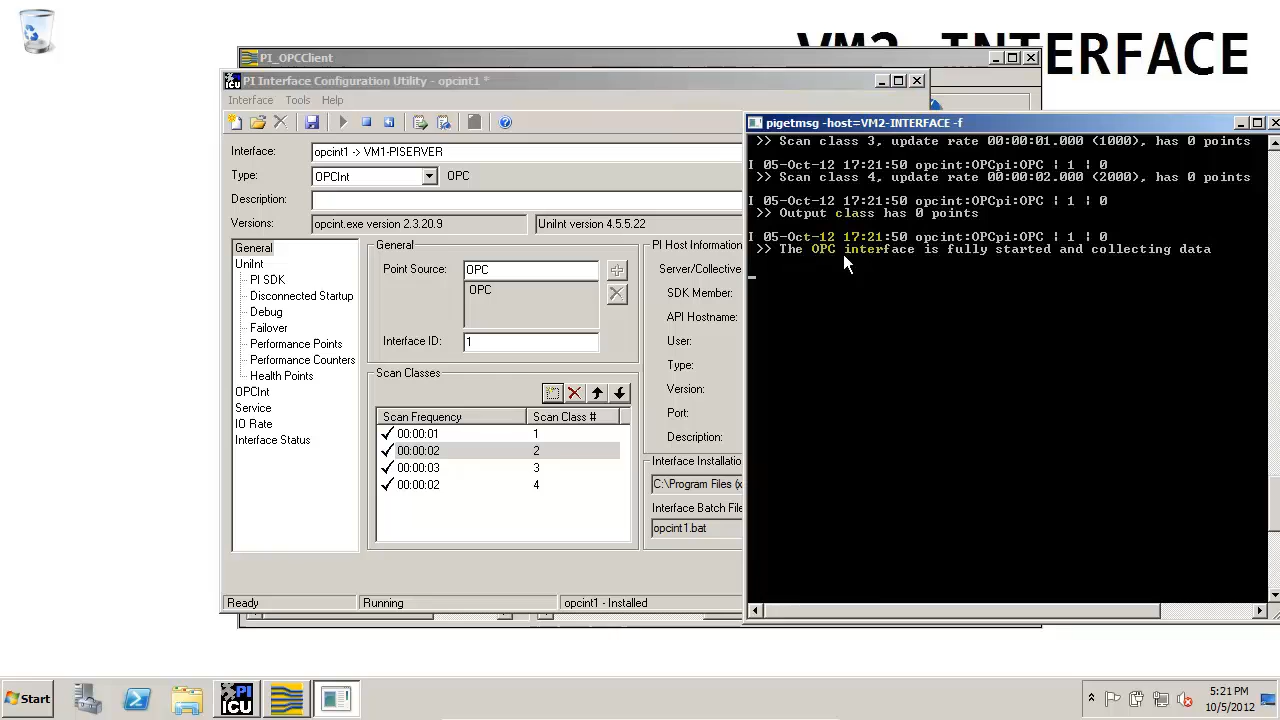 VM2-INTERFACE
PI_OPCClient
PI Interface Configuration Utility - opcint1 *
Interface Tools Help
Interface: opcint1 -> VM1-PISERVER
Type: OPCInt OPC
Description:
Versions: opcint.exe version 2.3.20.9 UniInt version 4.5.5.22
General
UniInt
PI SDK
Disconnected Startup
Debug
Failover
Performance Points
Performance Counters
Health Points
OPCInt
Service
IO Rate
Interface Status
General
Point Source: OPC
OPC
Interface ID: 1
Scan Classes
Scan Frequency Scan Class #
00:00:01 1
00:00:02 2
00:00:03 3
00:00:02 4
PI Host Information
Server/Collective
SDK Member:
API Hostname:
User:
Type:
Version:
Port:
Description:
Interface Installatio
C:\Program Files (x
Interface Batch File
opcint1.bat
Ready Running opcint1 - Installed
pigetmsg -host=VM2-INTERFACE -f
>> Scan class 3, update rate 00:00:01.000 (1000), has 0 points
I 05-Oct-12 17:21:50 opcint:OPCpi:OPC | 1 | 0
>> Scan class 4, update rate 00:00:02.000 (2000), has 0 points
I 05-Oct-12 17:21:50 opcint:OPCpi:OPC | 1 | 0
>> Output class has 0 points
I 05-Oct-12 17:21:50 opcint:OPCpi:OPC | 1 | 0
>> The OPC interface is fully started and collecting data
Start
PI
ICU
5:21 PM
10/5/2012